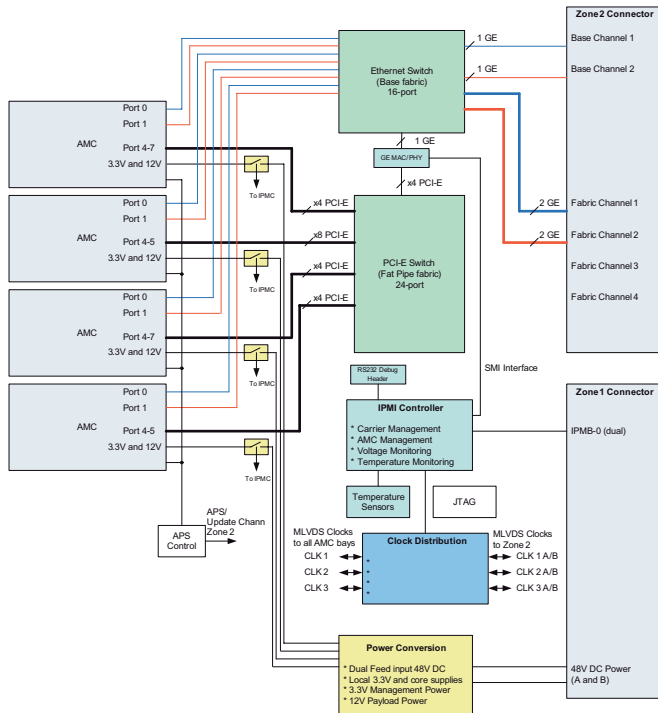 Zone2 Connector
Base Channel 1
Base Channel 2
Fabric Channel 1
Fabric Channel 2
Fabric Channel 3
Fabric Channel 4
1 GE
1 GE
2 GE
2 GE
Ethernet Switch
(Base fabric)
16-port
1 GE
GE MAC/PHY
x4 PCI-E
PCI-E Switch
(Fat Pipe fabric)
24-port
x4 PCI-E
x8 PCI-E
x4 PCI-E
x4 PCI-E
AMC
Port 0
Port 1
Port 4-7
3.3V and 12V
To IPMC
AMC
Port 0
Port 1
Port 4-5
3.3V and 12V
To IPMC
AMC
Port 0
Port 1
Port 4-7
3.3V and 12V
To IPMC
AMC
Port 0
Port 1
Port 4-5
3.3V and 12V
To IPMC
SMI Interface
RS232 Debug
Header
IPMI Controller
* Carrier Management
* AMC Management
* Voltage Monitoring
* Temperature Monitoring
Temperature
Sensors
JTAG
Zone1 Connector
IPMB-0 (dual)
48V DC Power
(A and B)
APS
Control
APS/
Update Chann
Zone 2
MLVDS Clocks
to all AMC bays
CLK 1
CLK 2
CLK 3
Clock Distribution
*
*
*
*
MLVDS Clocks
to Zone 2
CLK 1 A/B
CLK 2 A/B
CLK 3 A/B
Power Conversion
* Dual Feed input 48V DC
* Local 3.3V and core supplies
* 3.3V Management Power
* 12V Payload Power